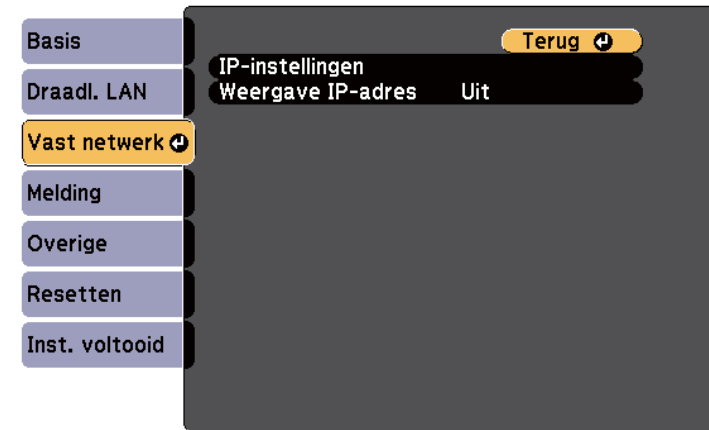 Basis
Draadl. LAN
Vast netwerk
Melding
Overige
Resetten
Inst. voltooid
Terug
IP-instellingen
Weergave IP-adres Uit